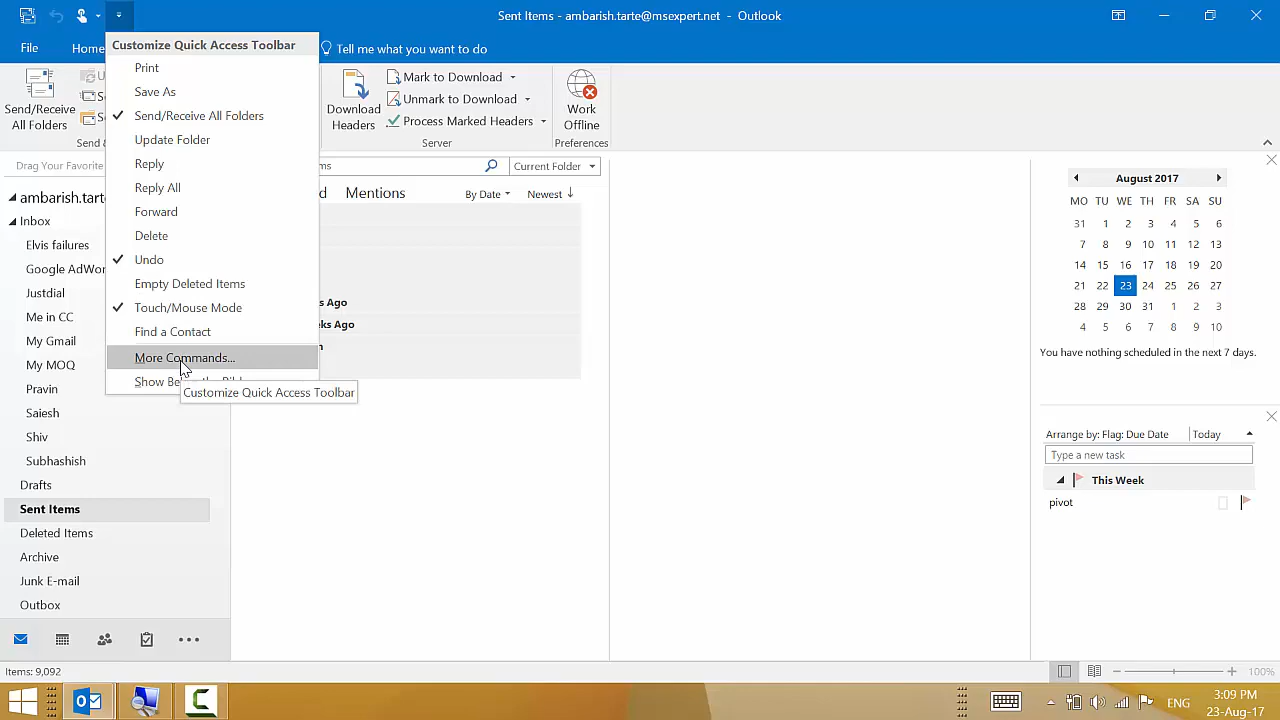 Sent Items - ambarish.tarte@msexpert.net - Outlook
File
Home
Tell me what you want to do
Customize Quick Access Toolbar
Print
Save As
Send/Receive All Folders
Update Folder
Reply
Reply All
Forward
Delete
Undo
Empty Deleted Items
Touch/Mouse Mode
Find a Contact
More Commands...
Customize Quick Access Toolbar
Send/Receive
All Folders
Send &
Download
Headers
Mark to Download
Unmark to Download
Process Marked Headers
Server
Work
Offline
Preferences
Drag Your Favorite
Current Folder
Mentions
By Date
Newest
s Ago
eks Ago
ambarish.tarte
Inbox
Elvis failures
Google AdWor
Justdial
Me in CC
My Gmail
My MOQ
Pravin
Saiesh
Shiv
Subhashish
Drafts
Sent Items
Deleted Items
Archive
Junk E-mail
Outbox
August 2017
MO TU WE TH FR SA SU
31 1 2 3 4 5 6
7 8 9 10 11 12 13
14 15 16 17 18 19 20
21 22 23 24 25 26 27
28 29 30 31 1 2 3
4 5 6 7 8 9 10
You have nothing scheduled in the next 7 days.
Arrange by: Flag: Due Date
Today
Type a new task
This Week
pivot
Items: 9,092
100%
ENG
3:09 PM
23-Aug-17